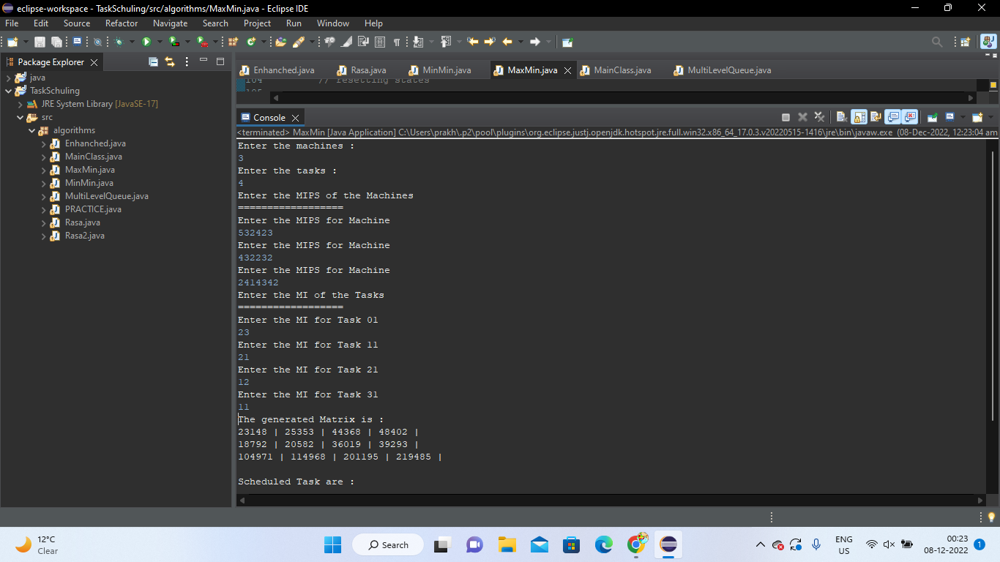 eclipse-workspace - TaskSchuling/src/algorithms/MaxMin.java - Eclipse IDE
File Edit Source Refactor Navigate Search Project Run Window Help
Package Explorer
java
TaskSchuling
JRE System Library [JavaSE-17]
src
algorithms
Enhanched.java
MainClass.java
MaxMin.java
MinMin.java
MultiLevelQueue.java
PRACTICE.java
Rasa.java
Rasa2.java
Enhanched.java Rasa.java MinMin.java MaxMin.java MainClass.java MultiLevelQueue.java
104 // resetting states
105
Console
<terminated> MaxMin [Java Application] C:\Users\prakh\.p2\pool\plugins\org.eclipse.justj.openjdk.hotspot.jre.full.win32.x86_64_17.0.3.v20220515-1416\jre\bin\javaw.exe (08-Dec-2022, 12:23:04 am
Enter the machines :
3
Enter the tasks :
4
Enter the MIPS of the Machines
==================
Enter the MIPS for Machine
532423
Enter the MIPS for Machine
432232
Enter the MIPS for Machine
2414342
Enter the MI of the Tasks
==================
Enter the MI for Task 01
23
Enter the MI for Task 11
21
Enter the MI for Task 21
12
Enter the MI for Task 31
11
The generated Matrix is :
23148 | 25353 | 44368 | 48402 |
18792 | 20582 | 36019 | 39293 |
104971 | 114968 | 201195 | 219485 |
Scheduled Task are :
12°C
Clear
Search
ENG
US
00:23
08-12-2022
1